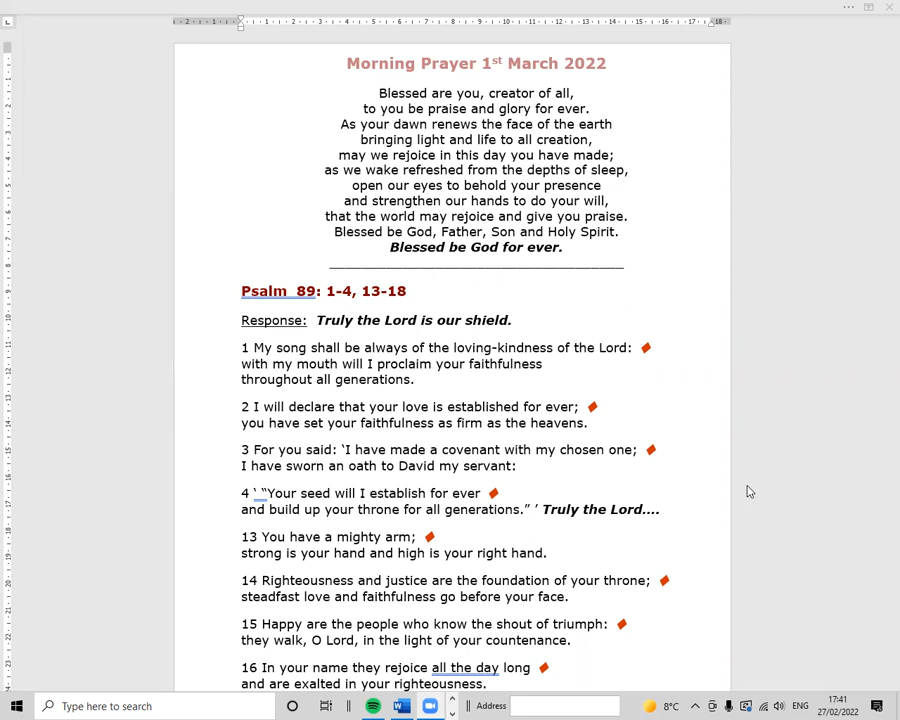 Morning Prayer 1st March 2022
Blessed are you, creator of all,
to you be praise and glory for ever.
As your dawn renews the face of the earth
bringing light and life to all creation,
may we rejoice in this day you have made;
as we wake refreshed from the depths of sleep,
open our eyes to behold your presence
and strengthen our hands to do your will,
that the world may rejoice and give you praise.
Blessed be God, Father, Son and Holy Spirit.
Blessed be God for ever.
Psalm 89: 1-4, 13-18
Response: Truly the Lord is our shield.
1 My song shall be always of the loving-kindness of the Lord: ♦
with my mouth will I proclaim your faithfulness
throughout all generations.
2 I will declare that your love is established for ever; ♦
you have set your faithfulness as firm as the heavens.
3 For you said: ‘I have made a covenant with my chosen one; ♦
I have sworn an oath to David my servant:
4 ‘ “Your seed will I establish for ever ♦
and build up your throne for all generations.” ’ Truly the Lord....
13 You have a mighty arm; ♦
strong is your hand and high is your right hand.
14 Righteousness and justice are the foundation of your throne; ♦
steadfast love and faithfulness go before your face.
15 Happy are the people who know the shout of triumph: ♦
they walk, O Lord, in the light of your countenance.
16 In your name they rejoice all the day long ♦
and are exalted in your righteousness.
Type here to search
Address
8°C
17:41
27/02/2022